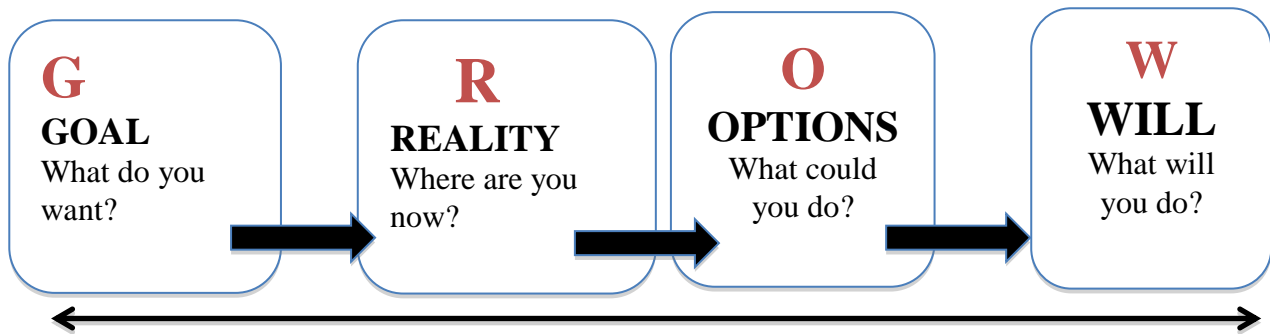 G
GOAL
What do you
want?
R
REALITY
Where are you
now?
O
OPTIONS
What could
you do?
W
WILL
What will
you do?